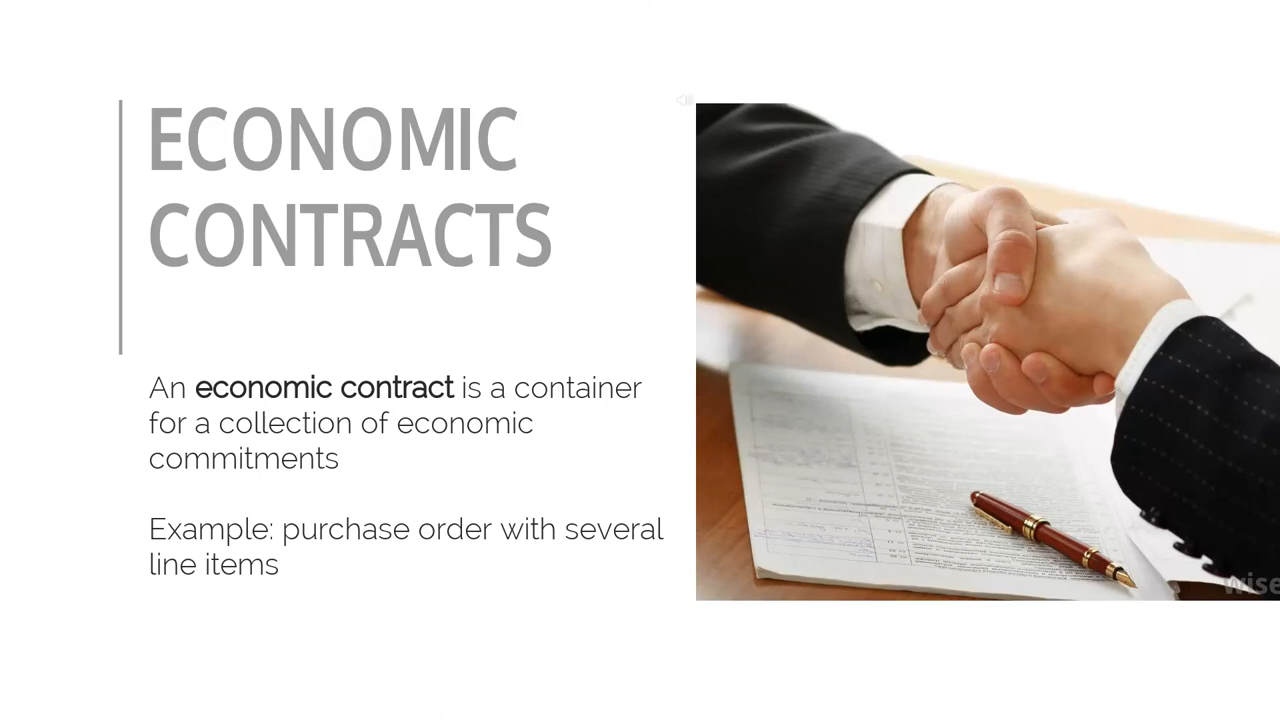 ECONOMIC
CONTRACTS
An economic contract is a container
for a collection of economic
commitments
Example: purchase order with several
line items
wise